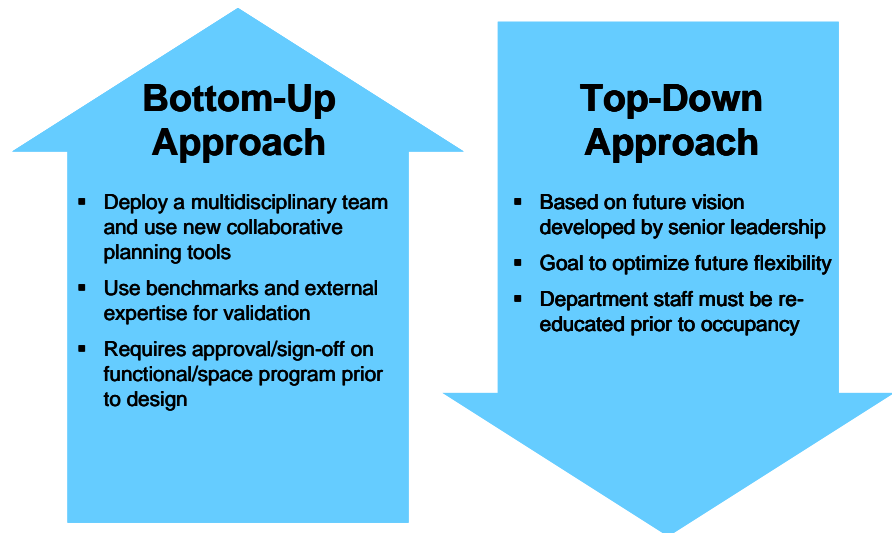 Bottom-Up
Approach
▪ Deploy a multidisciplinary team
and use new collaborative
planning tools
▪ Use benchmarks and external
expertise for validation
▪ Requires approval/sign-off on
functional/space program prior
to design
Top-Down
Approach
▪ Based on future vision
developed by senior leadership
▪ Goal to optimize future flexibility
▪ Department staff must be re-
educated prior to occupancy